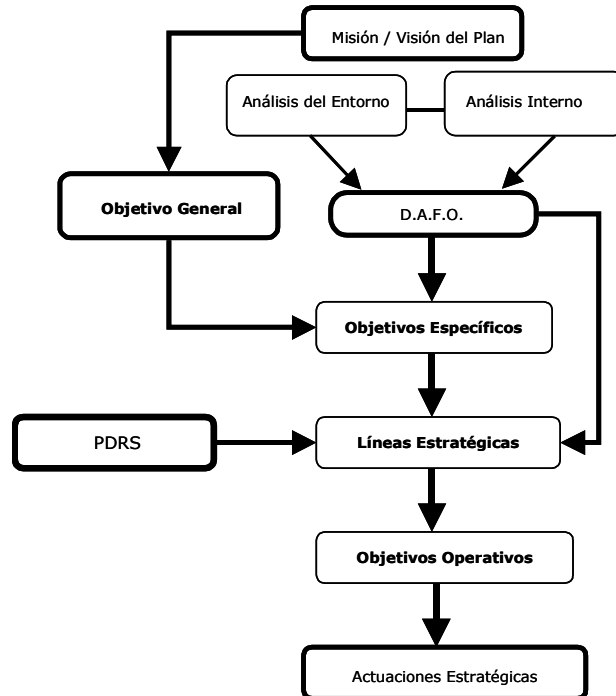 Misión / Visión del Plan
Análisis del Entorno
Análisis Interno
Objetivo General
D.A.F.O.
Objetivos Específicos
PDRS
Líneas Estratégicas
Objetivos Operativos
Actuaciones Estratégicas